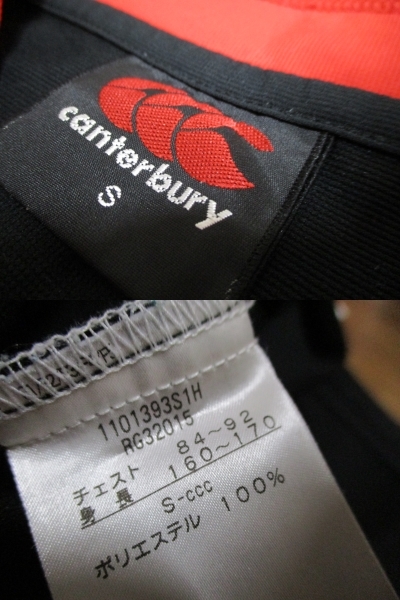 canterbury
S
1101393S1H
RG32015
チェスト 84～92
身長 160～170
S-ccc
ポリエステル 100%